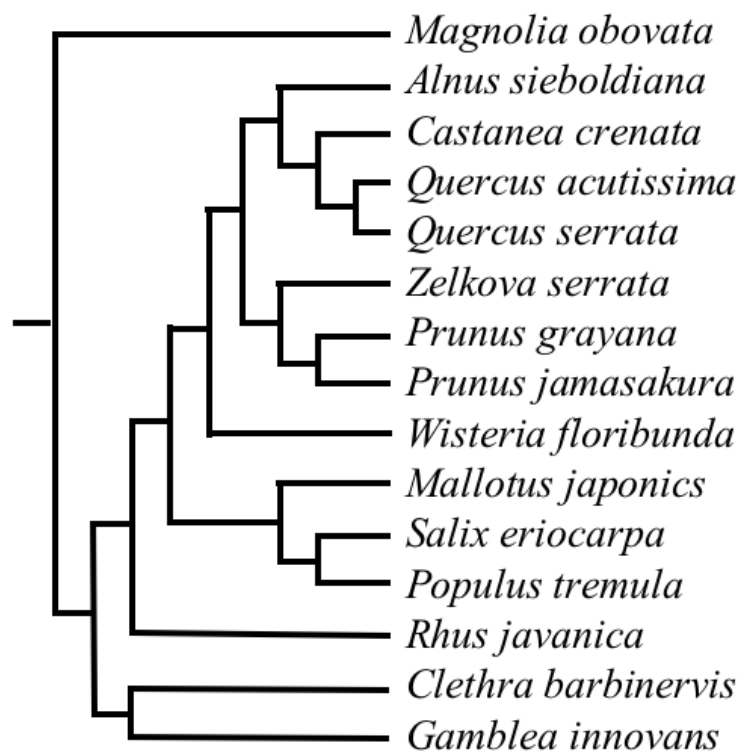 Magnolia obovata
Alnus sieboldiana
Castanea crenata
Quercus acutissima
Quercus serrata
Zelkova serrata
Prunus grayana
Prunus jamasakura
Wisteria floribunda
Mallotus japonics
Salix eriocarpa
Populus tremula
Rhus javanica
Clethra barbinervis
Gamblea innovans